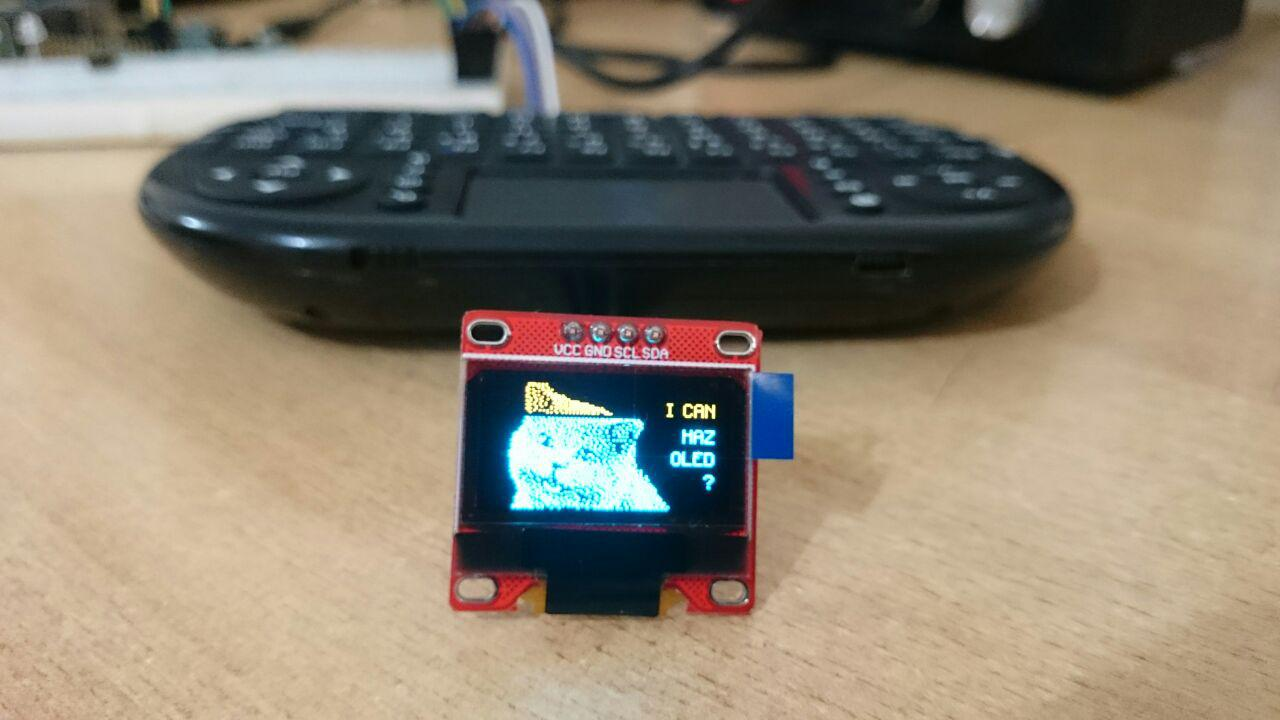 VCC GND SCL SDA
I CAN
HAZ
OLED
?